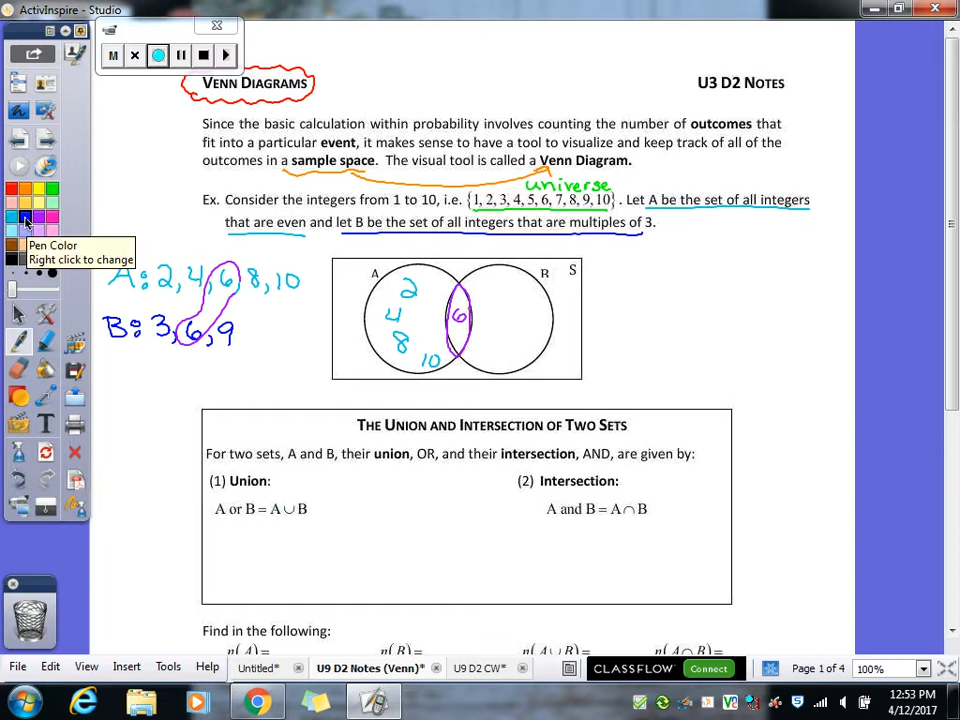 ActivInspire - Studio
M
VENN DIAGRAMS
U3 D2 NOTES
Since the basic calculation within probability involves counting the number of outcomes that
fit into a particular event, it makes sense to have a tool to visualize and keep track of all of the
outcomes in a sample space. The visual tool is called a Venn Diagram.
universe
Ex. Consider the integers from 1 to 10, i.e. {1, 2, 3, 4, 5, 6, 7, 8, 9, 10}. Let A be the set of all integers
that are even and let B be the set of all integers that are multiples of 3.
Pen Color
Right click to change
A: 2, 4, 6, 8, 10
B: 3, 6, 9
A
B
S
2
4
6
8
10
THE UNION AND INTERSECTION OF TWO SETS
For two sets, A and B, their union, OR, and their intersection, AND, are given by:
(1) Union:
(2) Intersection:
A or B = A ∪ B
A and B = A ∩ B
Find in the following:
n(A)=
n(B)=
n(A∪B)=
n(A∩B)=
File Edit View Insert Tools Help
Untitled*
U9 D2 Notes (Venn)*
U9 D2 CW*
CLASSFLOW
Connect
Page 1 of 4
100%
12:53 PM
4/12/2017